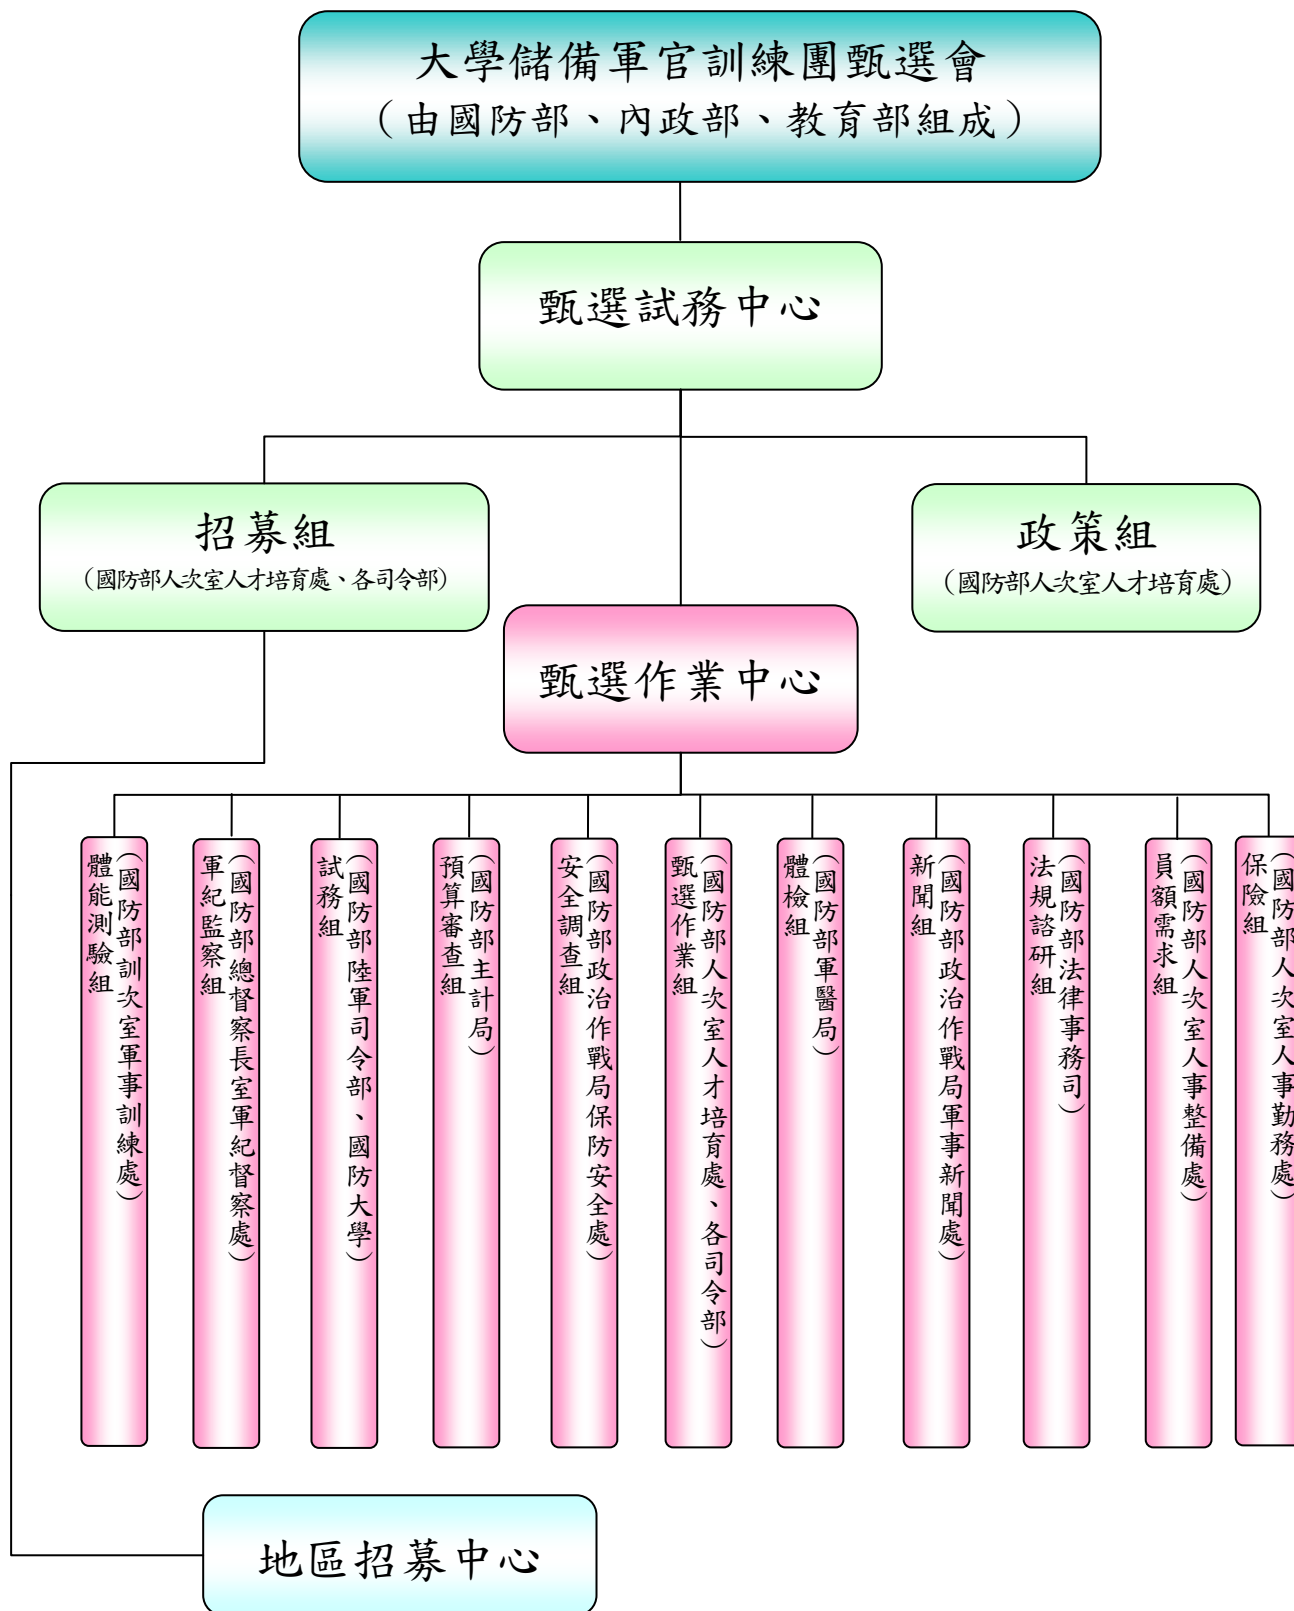 大學儲備軍官訓練團甄選會
（由國防部、內政部、教育部組成）
甄選試務中心
招募組
（國防部人次室人才培育處、各司令部）
政策組
（國防部人次室人才培育處）
甄選作業中心
體能測驗組
（國防部訓次室軍事訓練處）
軍紀監察組
（國防部總督察長室軍紀督察處）
試務組
（國防部陸軍司令部、國防大學）
預算審查組
（國防部主計局）
安全調查組
（國防部政治作戰局保防安全處）
甄選作業組
（國防部人次室人才培育處、各司令部）
體檢組
（國防部軍醫局）
新聞組
（國防部政治作戰局軍事新聞處）
法規諮研組
（國防部法律事務司）
員額需求組
（國防部人次室人事整備處）
保險組
（國防部人次室人事勤務處）
地區招募中心